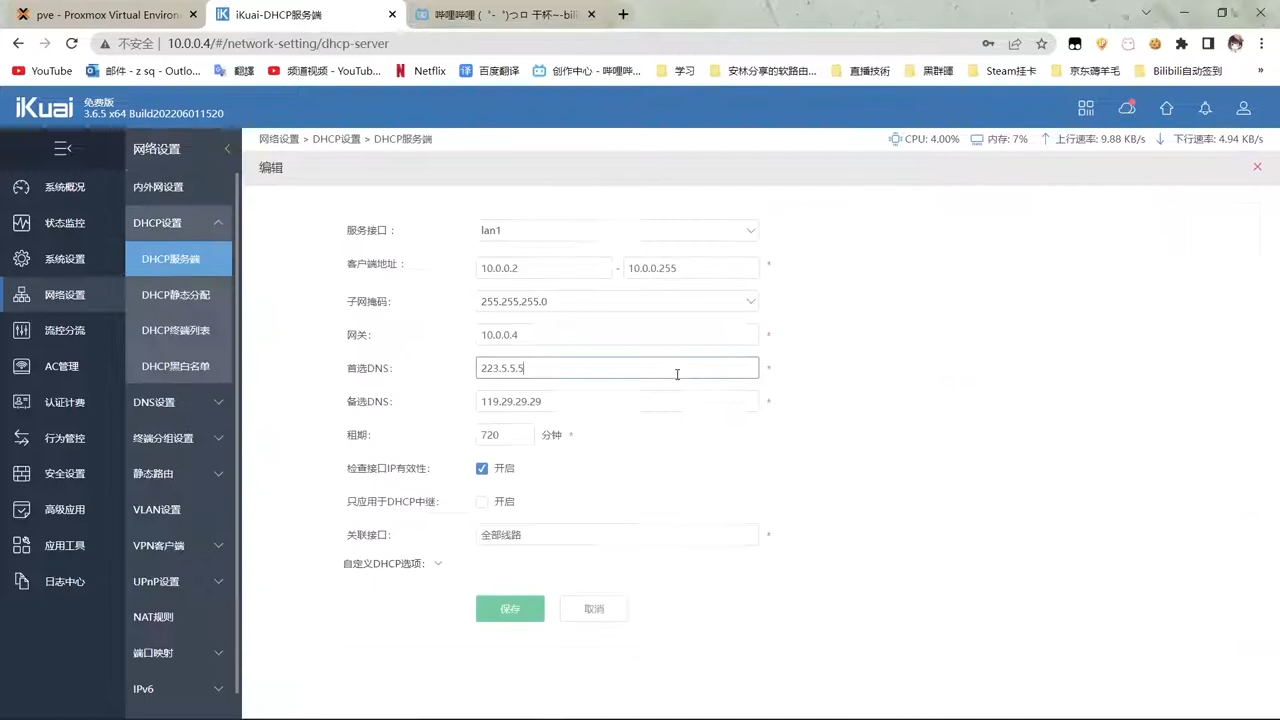 pve - Proxmox Virtual Environ
iKuai-DHCP服务端
哔哩哔哩 (゜-゜)つロ 干杯~-bili
不安全 | 10.0.0.4/#/network-setting/dhcp-server
YouTube
邮件 - z sq - Outlo...
翻譯
频道视频 - YouTub...
Netflix
百度翻译
创作中心 - 哔哩哔...
学习
安林分享的软路由...
直播技術
黑群暉
Steam挂卡
京东薅羊毛
Bilibili自动签到
»
iKuai
免费版
3.6.5 x64 Build202206011520
网络设置
网络设置 > DHCP设置 > DHCP服务端
CPU: 4.00%
内存: 7%
上行速率: 9.88 KB/s
下行速率: 4.94 KB/s
编辑
系统概况
状态监控
系统设置
网络设置
流控分流
AC管理
认证计费
行为管控
安全设置
高级应用
应用工具
日志中心
内外网设置
DHCP设置
DHCP服务端
DHCP静态分配
DHCP终端列表
DHCP黑白名单
DNS设置
终端分组设置
静态路由
VLAN设置
VPN客户端
UPnP设置
NAT规则
端口映射
IPv6
服务接口： lan1
客户端地址： 10.0.0.2 - 10.0.0.255 *
子网掩码: 255.255.255.0
网关: 10.0.0.4 *
首选DNS: 223.5.5.5 *
备选DNS: 119.29.29.29 *
租期: 720 分钟 *
检查接口IP有效性: 开启
只应用于DHCP中继: 开启
关联接口: 全部线路 *
自定义DHCP选项:
保存 取消